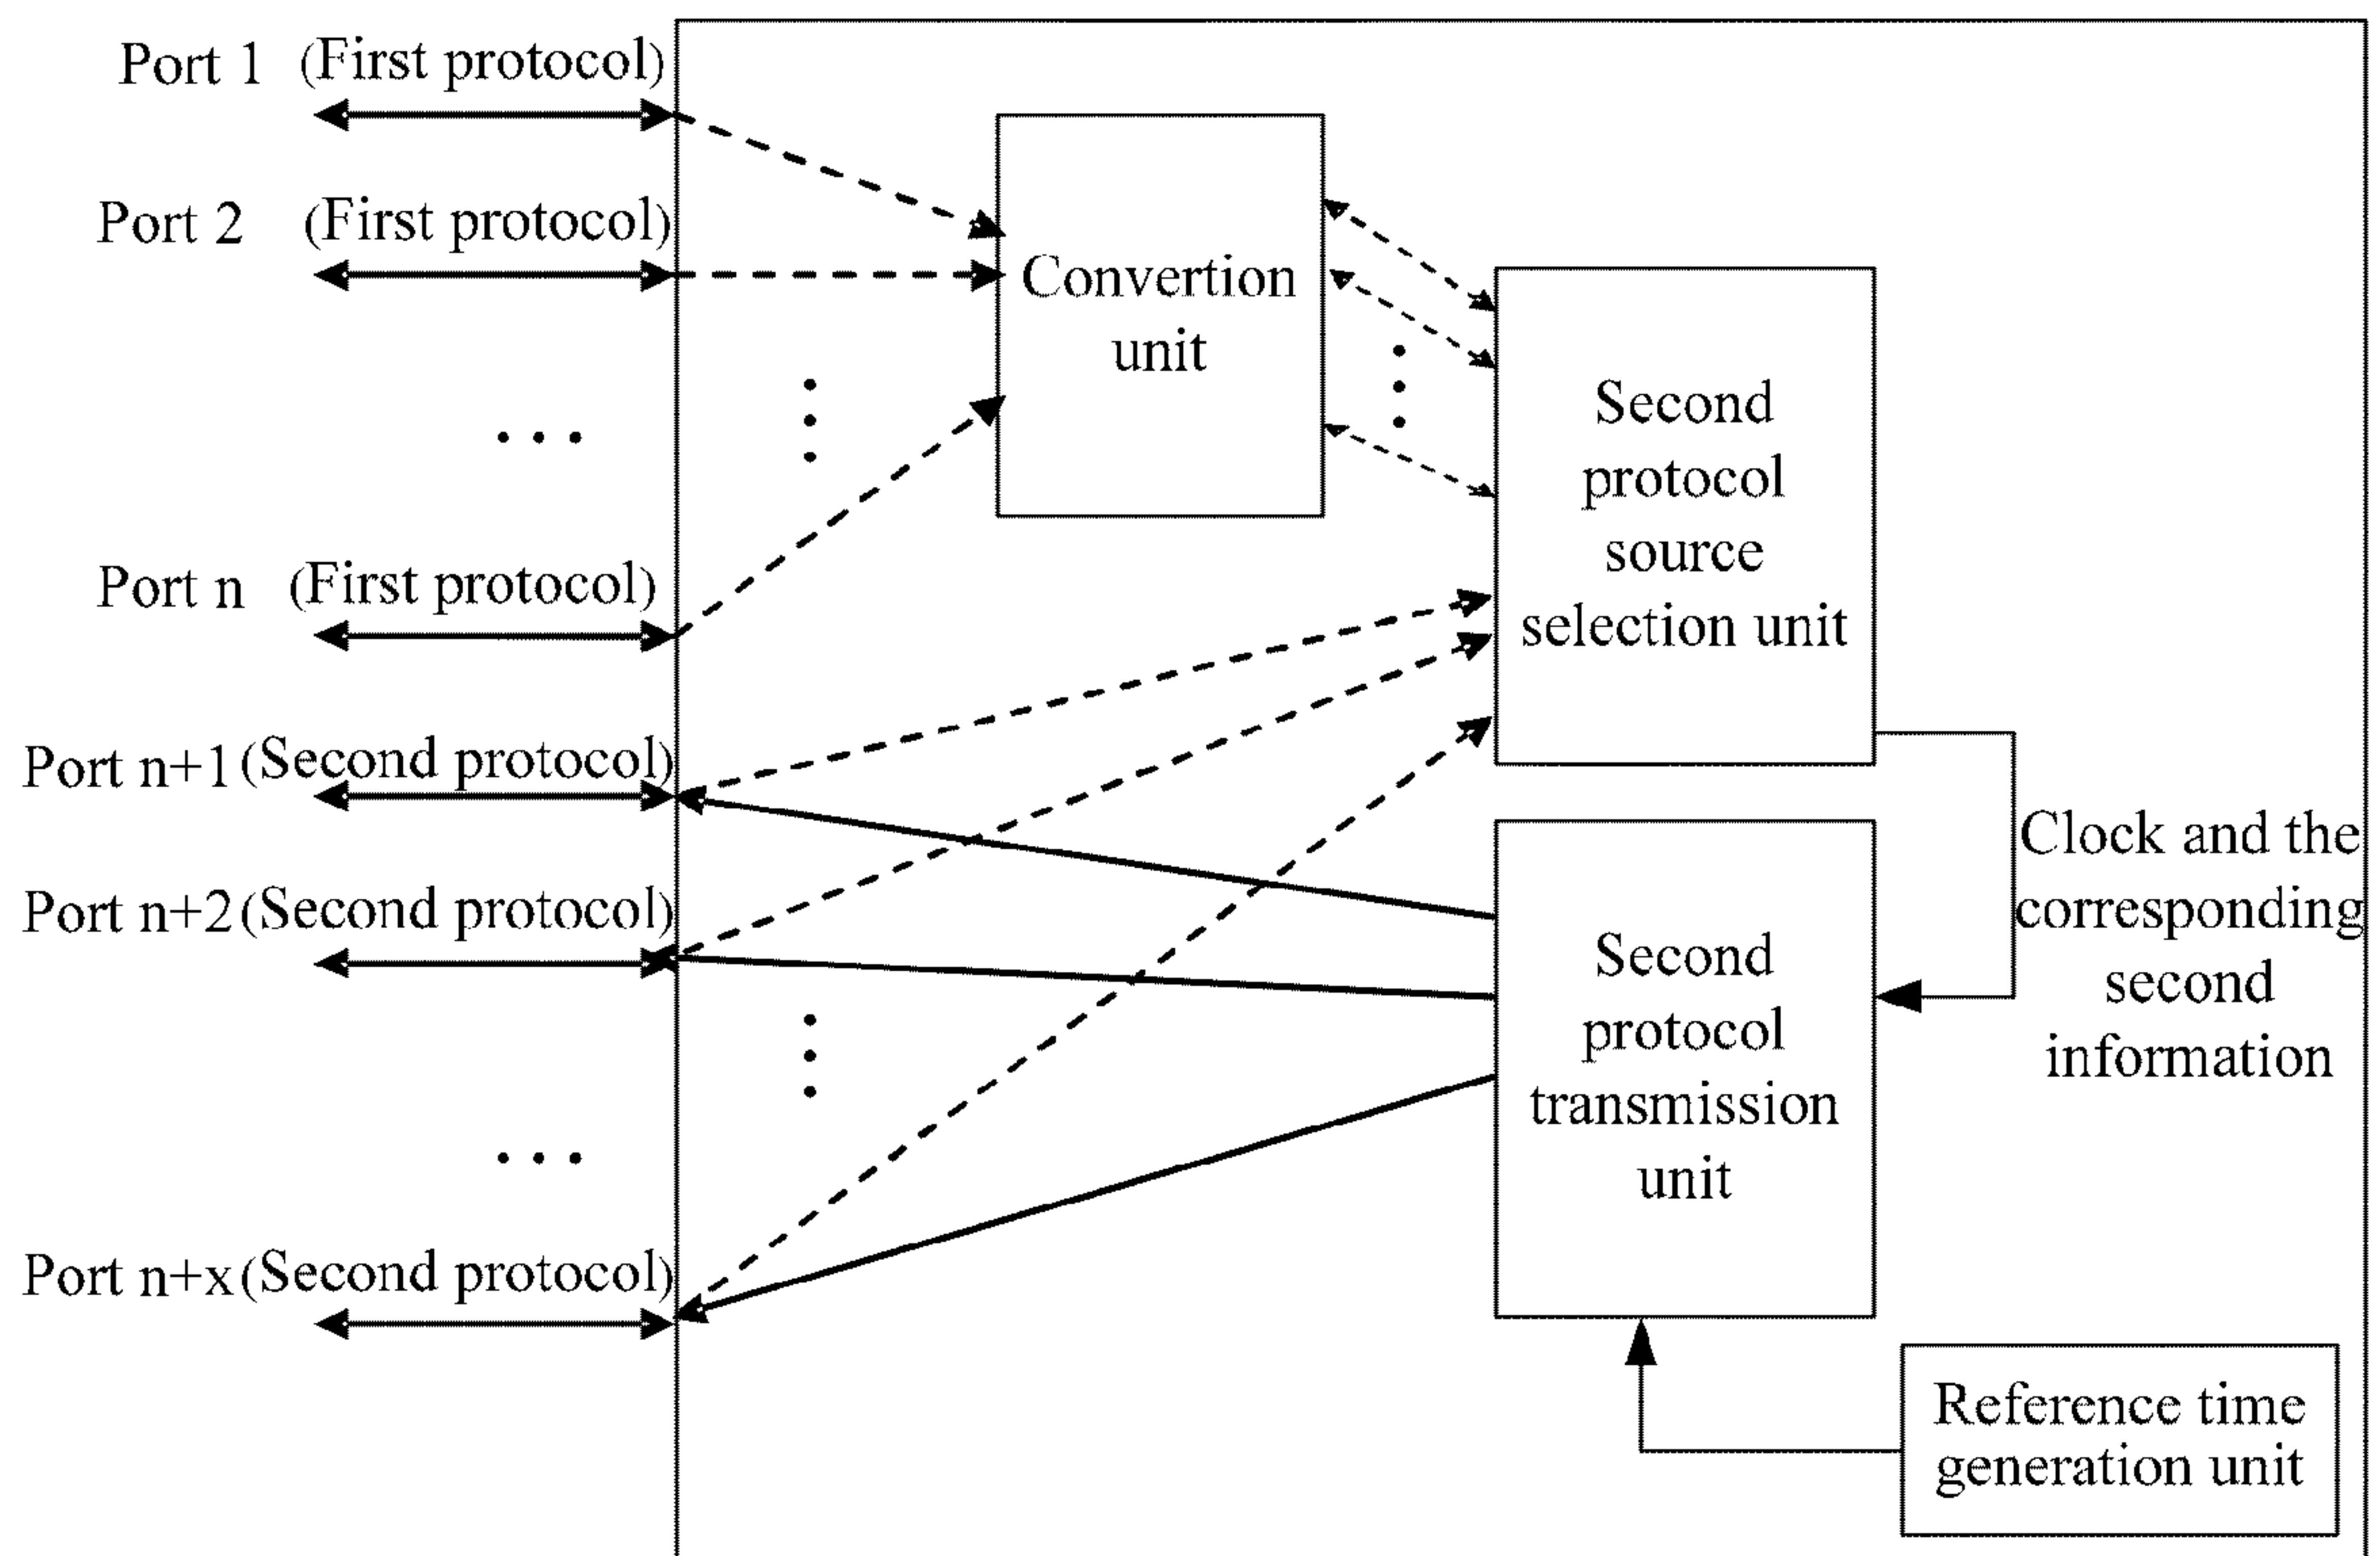 Port 1 (First protocol)
Port 2 (First protocol)
Convertion
unit
. . .
Port n (First protocol)
Second
protocol
source
selection unit
Port n+1 (Second protocol)
Port n+2 (Second protocol)
Clock and the
corresponding
second
information
Second
protocol
transmission
unit
. . .
Port n+x (Second protocol)
Reference time
generation unit